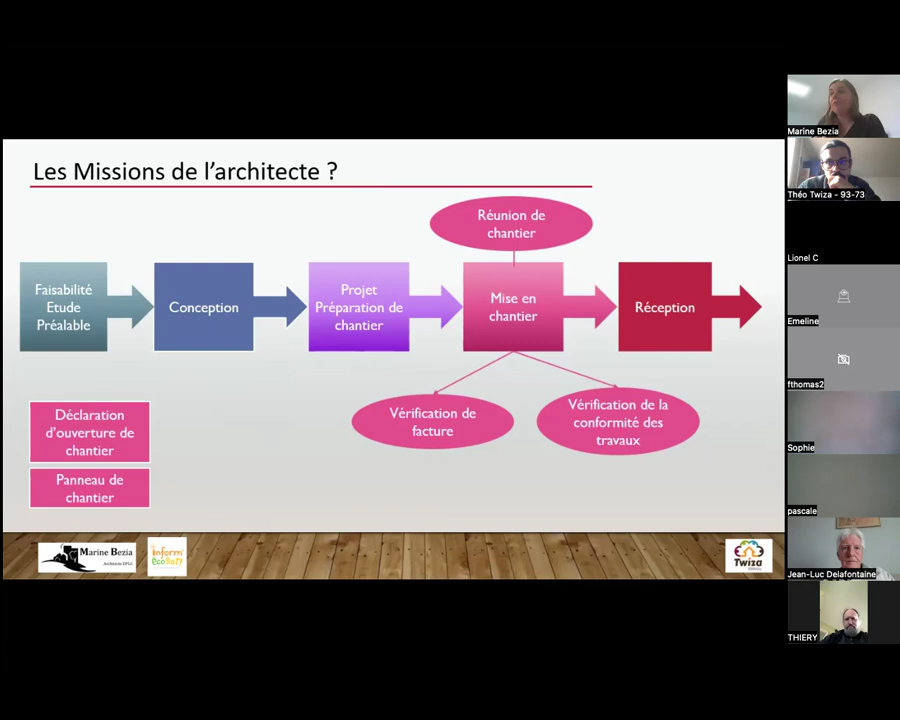 Les Missions de l'architecte ?
Réunion de
chantier
Faisabilité
Etude
Préalable
Conception
Projet
Préparation de
chantier
Mise en
chantier
Réception
Vérification de
facture
Vérification de la
conformité des
travaux
Déclaration
d'ouverture de
chantier
Panneau de
chantier
MARINE BEZIA
Architecte DPLG
inform'
Twiza
Marine Bezia
Théo Twiza - 93-73
Lionel C
Emeline
fthomas2
Sophie
pascale
Jean-Luc Delafontaine
THIERY